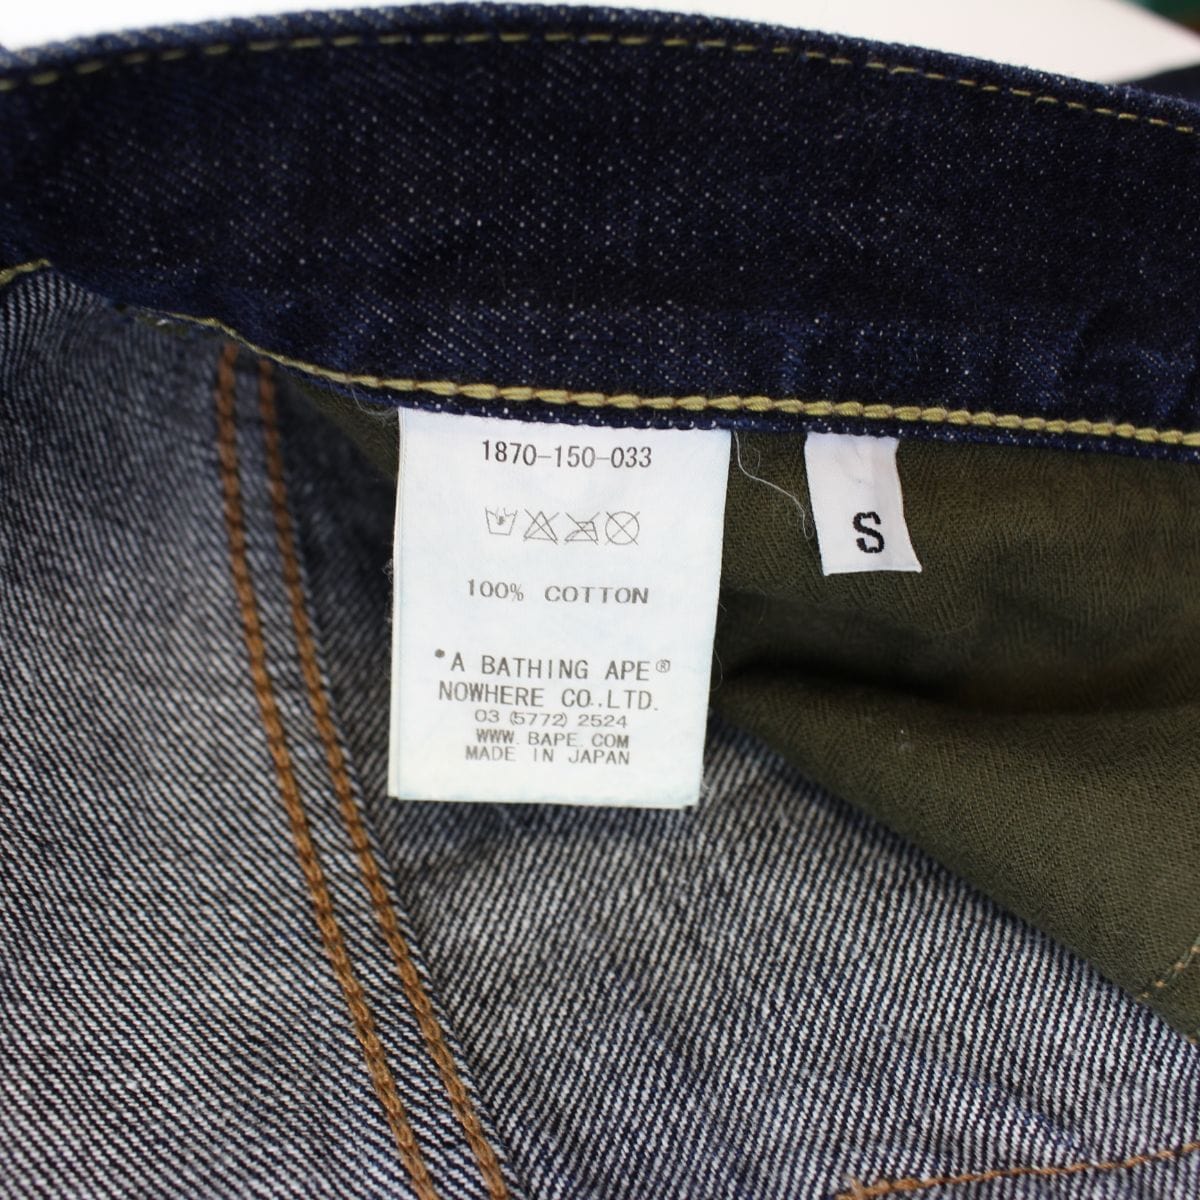 1870-150-033
100% COTTON
*A BATHING APE®
NOWHERE CO.,LTD.
03 (5772) 2524
WWW. BAPE. COM
MADE IN JAPAN
S